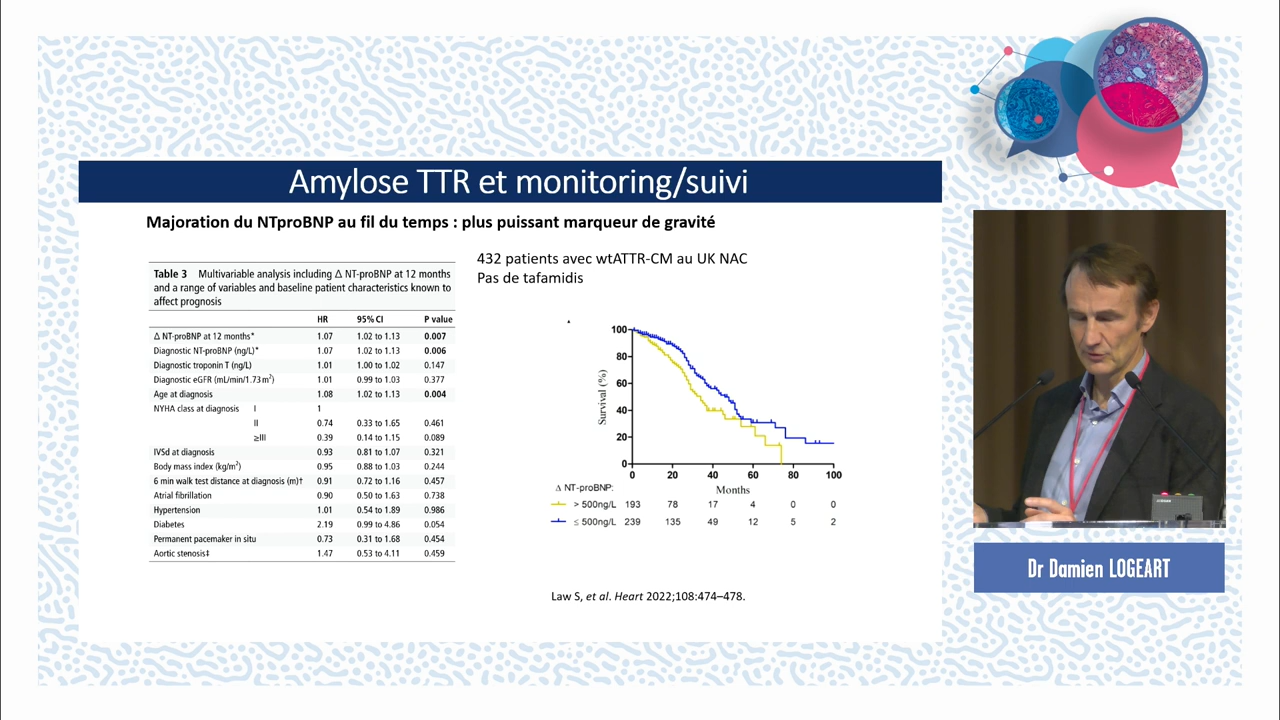 Amylose TTR et monitoring/suivi
Majoration du NTproBNP au fil du temps : plus puissant marqueur de gravité
Table 3 Multivariable analysis including Δ NT-proBNP at 12 months
and a range of variables and baseline patient characteristics known to
affect prognosis
HR 95% CI P value
Δ NT-proBNP at 12 months* 1.07 1.02 to 1.13 0.007
Diagnostic NT-proBNP (ng/L)* 1.07 1.02 to 1.13 0.006
Diagnostic troponin T (ng/L) 1.01 1.00 to 1.02 0.147
Diagnostic eGFR (mL/min/1.73 m²) 1.01 0.99 to 1.03 0.377
Age at diagnosis 1.08 1.02 to 1.13 0.004
NYHA class at diagnosis I 1
II 0.74 0.33 to 1.65 0.461
≥III 0.39 0.14 to 1.15 0.089
IVSd at diagnosis 0.93 0.81 to 1.07 0.321
Body mass index (kg/m²) 0.95 0.88 to 1.03 0.244
6 min walk test distance at diagnosis (m)† 0.91 0.72 to 1.16 0.457
Atrial fibrillation 0.90 0.50 to 1.63 0.738
Hypertension 1.01 0.54 to 1.89 0.986
Diabetes 2.19 0.99 to 4.86 0.054
Permanent pacemaker in situ 0.73 0.31 to 1.68 0.454
Aortic stenosis‡ 1.47 0.53 to 4.11 0.459
432 patients avec wtATTR-CM au UK NAC
Pas de tafamidis
Survival (%)
100
80
60
40
20
0
0 20 40 60 80 100
Months
Δ NT-proBNP:
> 500ng/L 193 78 17 4 0 0
≤ 500ng/L 239 135 49 12 5 2
Law S, et al. Heart 2022;108:474–478.
Dr Damien LOGEART